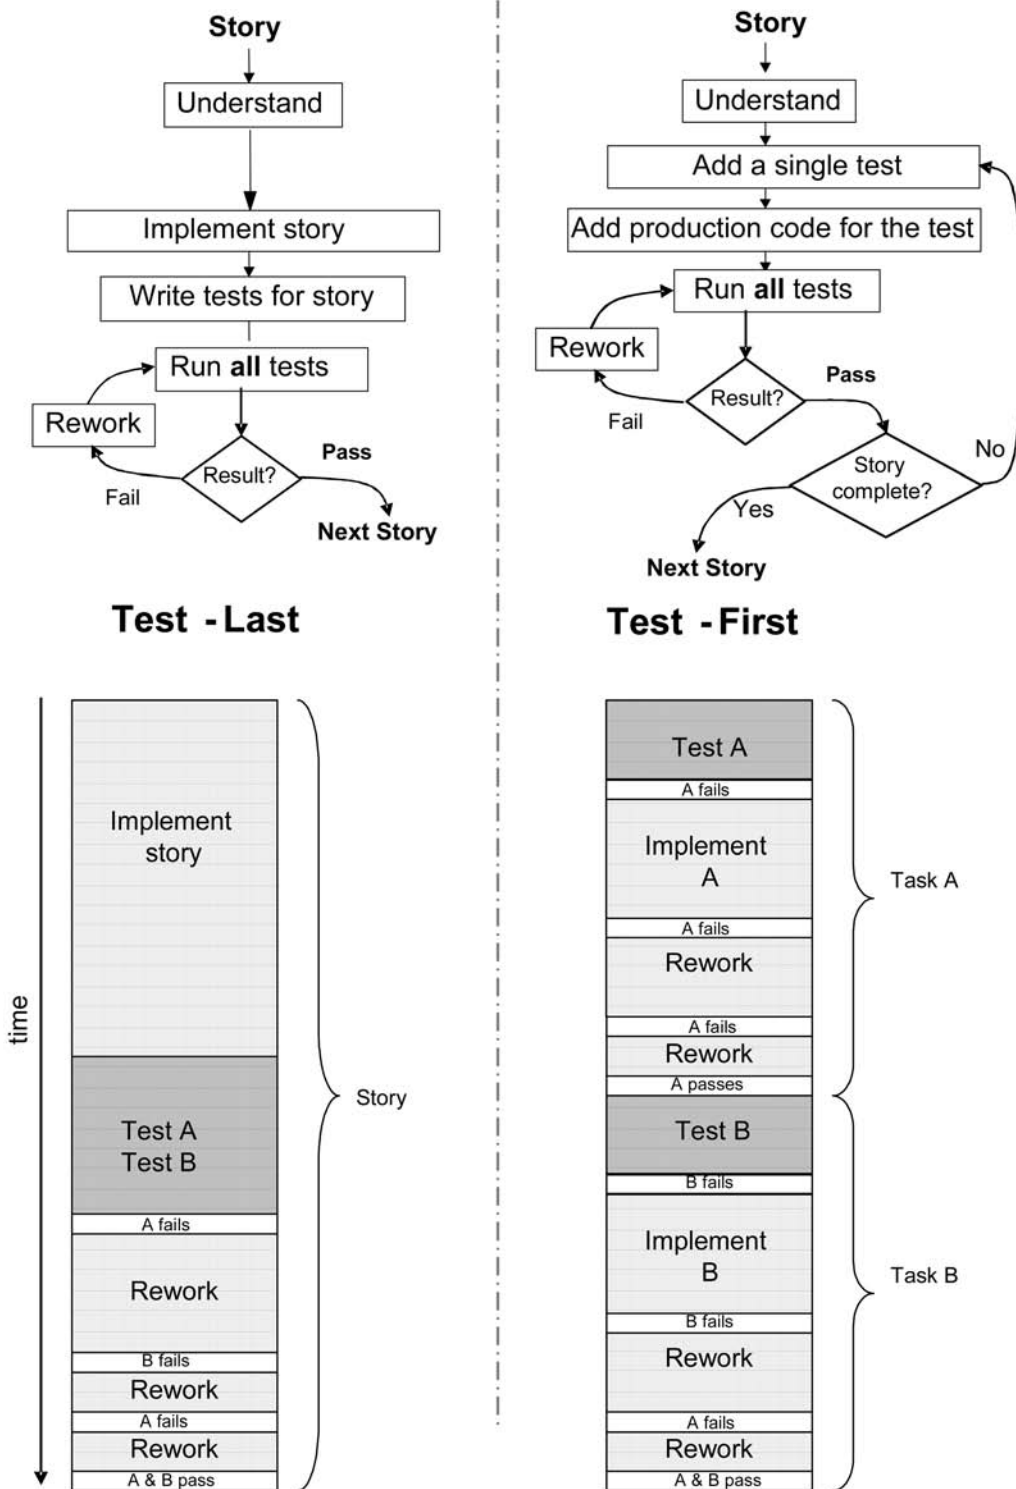 Story
Understand
Implement story
Write tests for story
Run all tests
Rework
Result?
Pass
Fail
Next Story
Test - Last
Story
Understand
Add a single test
Add production code for the test
Run all tests
Rework
Result?
Pass
Fail
Story
complete?
No
Yes
Next Story
Test - First
time
Implement
story
Test A
Test B
A fails
Rework
B fails
Rework
A fails
Rework
A & B pass
Story
Test A
A fails
Implement
A
A fails
Rework
A fails
Rework
A passes
Task A
Test B
B fails
Implement
B
B fails
Rework
A fails
Rework
A & B pass
Task B